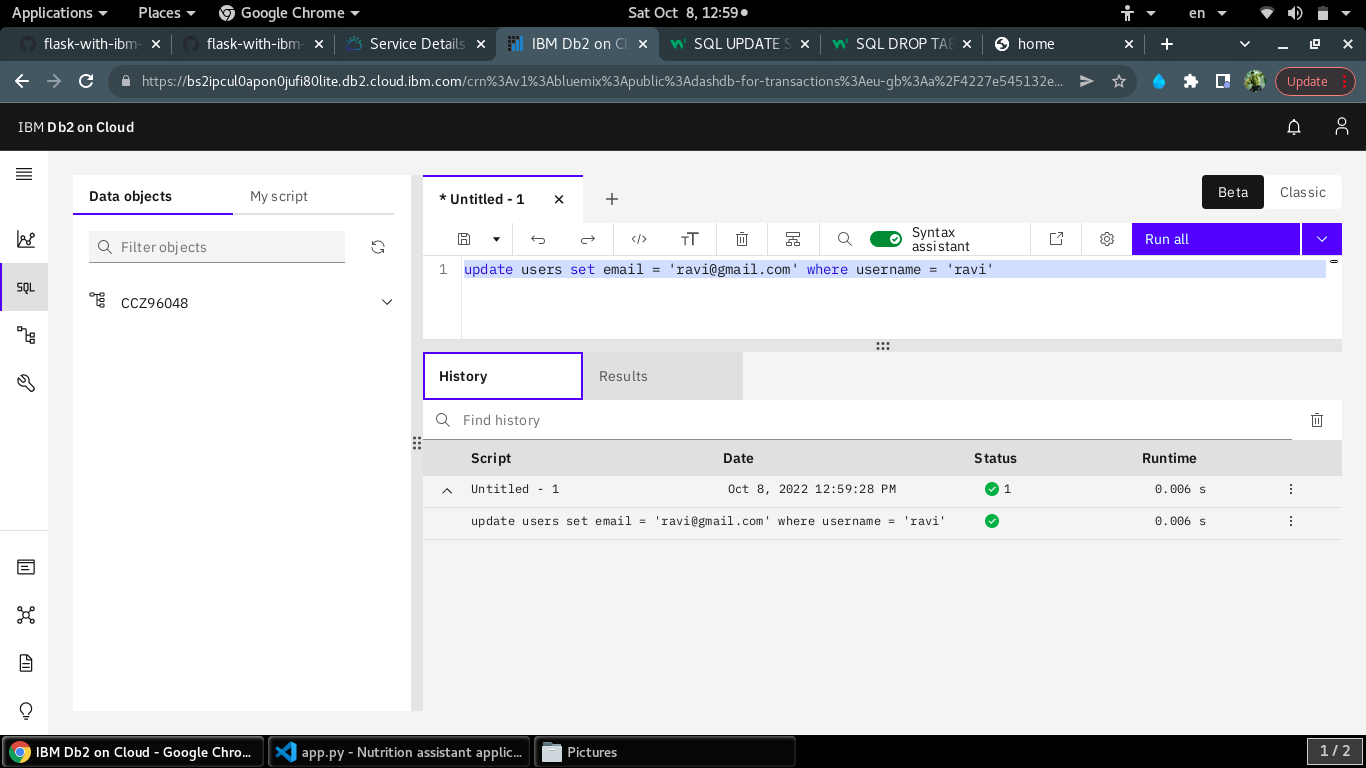 Applications Places Google Chrome Sat Oct 8, 12:59 en
flask-with-ibm- flask-with-ibm- Service Details IBM Db2 on Cl SQL UPDATE S SQL DROP TAB home
https://bs2ipcul0apon0jufi80lite.db2.cloud.ibm.com/crn%3Av1%3Abluemix%3Apublic%3Adashdb-for-transactions%3Aeu-gb%3Aa%2F4227e545132e... Update
IBM Db2 on Cloud
Data objects My script
* Untitled - 1
Beta Classic
Filter objects
Syntax assistant
Run all
SQL
CCZ96048
1 update users set email = 'ravi@gmail.com' where username = 'ravi'
History Results
Find history
Script Date Status Runtime
Untitled - 1 Oct 8, 2022 12:59:28 PM 1 0.006 s
update users set email = 'ravi@gmail.com' where username = 'ravi' 0.006 s
IBM Db2 on Cloud - Google Chro... app.py - Nutrition assistant applic... Pictures 1 / 2